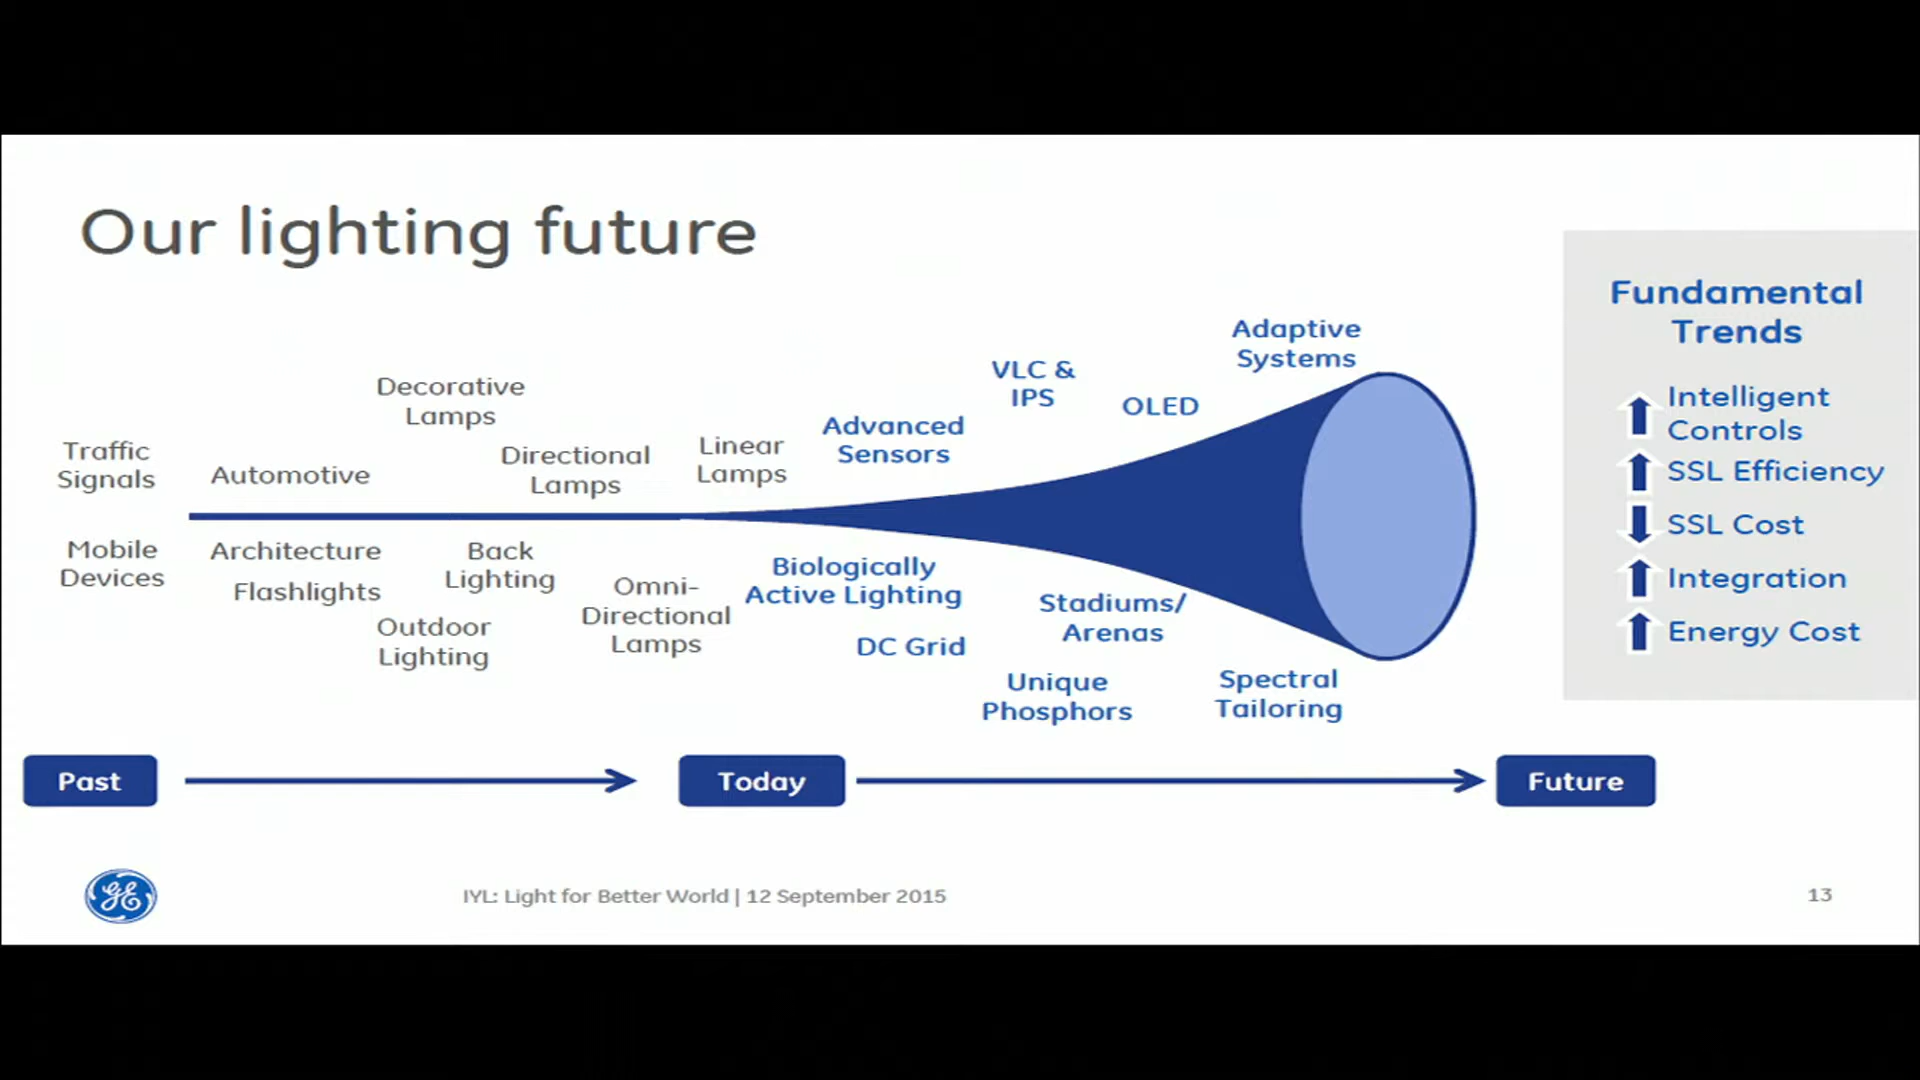 Our lighting future
Fundamental
Trends
Intelligent
Controls
SSL Efficiency
SSL Cost
Integration
Energy Cost
Traffic
Signals
Automotive
Decorative
Lamps
Directional
Lamps
Linear
Lamps
Advanced
Sensors
VLC &
IPS
OLED
Adaptive
Systems
Mobile
Devices
Architecture
Flashlights
Back
Lighting
Outdoor
Lighting
Omni-
Directional
Lamps
Biologically
Active Lighting
DC Grid
Stadiums/
Arenas
Unique
Phosphors
Spectral
Tailoring
Past
Today
Future
GE
IYL: Light for Better World | 12 September 2015
13